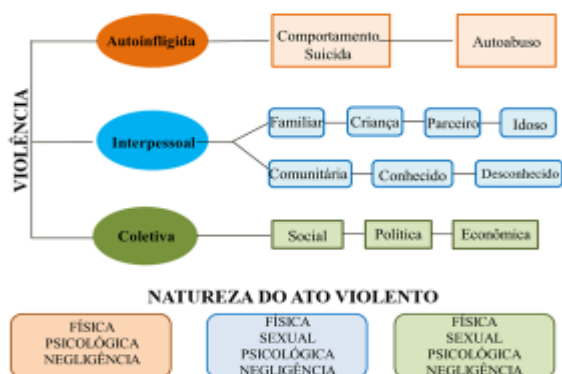 VIOLÊNCIA
Autoinfligida
Comportamento
Suicida
Autoabuso
Interpessoal
Familiar
Criança
Parceiro
Idoso
Comunitária
Conhecido
Desconhecido
Coletiva
Social
Política
Econômica
NATUREZA DO ATO VIOLENTO
FÍSICA
PSICOLÓGICA
NEGLIGÊNCIA
FÍSICA
SEXUAL
PSICOLÓGICA
NEGLIGÊNCIA
FÍSICA
SEXUAL
PSICOLÓGICA
NEGLIGÊNCIA